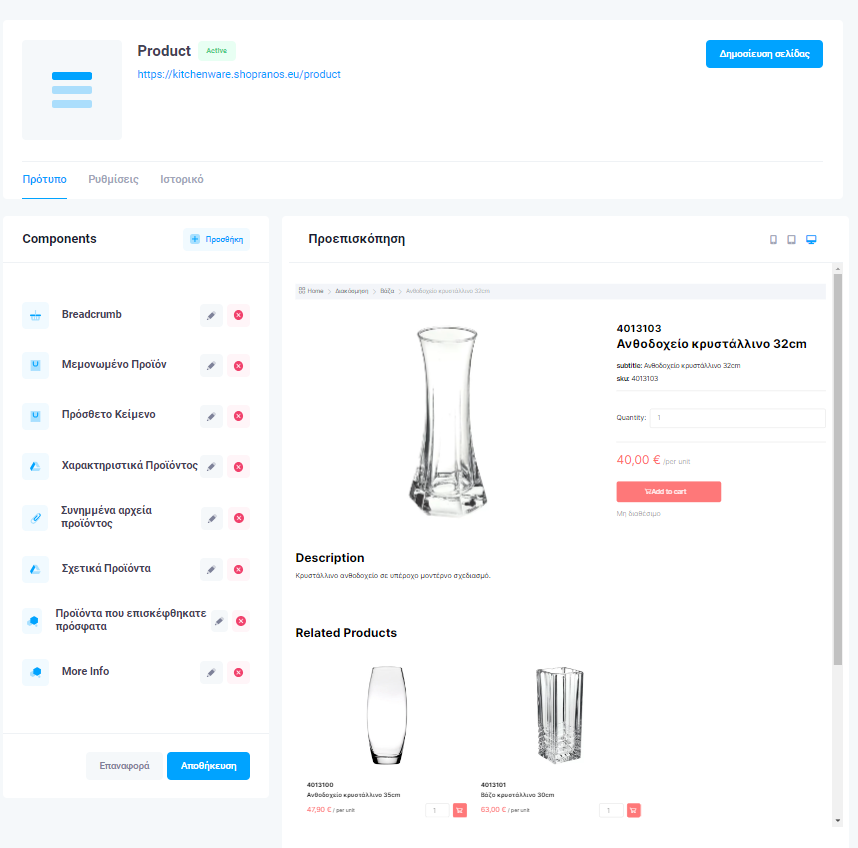 Product Active
https://kitchenware.shopranos.eu/product
Δημοσίευση σελίδας
Πρότυπο Ρυθμίσεις Ιστορικό
Components Προσθήκη
Breadcrumb
Μεμονωμένο Προϊόν
Πρόσθετο Κείμενο
Χαρακτηριστικά Προϊόντος
Συνημμένα αρχεία
προϊόντος
Σχετικά Προϊόντα
Προϊόντα που επισκέφθηκατε
πρόσφατα
More Info
Επαναφορά Αποθήκευση
Προεπισκόπηση
Home > Διακόσμηση > Βάζα > Ανθοδοχείο κρυστάλλινο 32cm
4013103
Ανθοδοχείο κρυστάλλινο 32cm
subtitle: Ανθοδοχείο κρυστάλλινο 32cm
sku: 4013103
Quantity: 1
40,00 € /per unit
Add to cart
Μη διαθέσιμο
Description
Κρυστάλλινο ανθοδοχείο σε υπέροχο μοντέρνο σχεδιασμό.
Related Products
4013100
Ανθοδοχείο κρυστάλλινο 35cm
47,90 € / per unit 1
4013101
Βάζο κρυστάλλινο 30cm
63,00 € / per unit 1